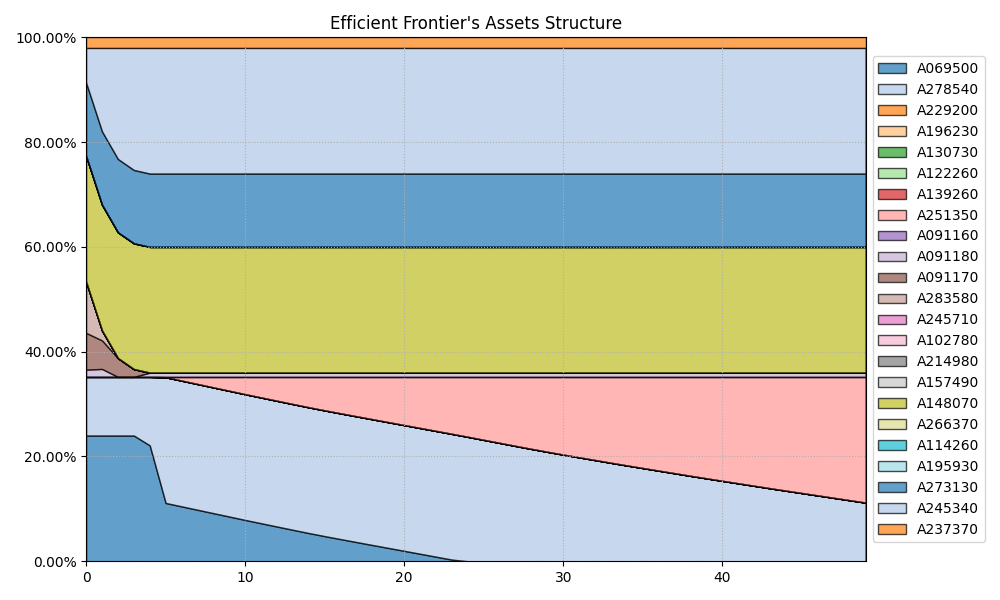 Efficient Frontier's Assets Structure
100.00%
80.00%
60.00%
40.00%
20.00%
0.00%
0
10
20
30
40
A069500
A278540
A229200
A196230
A130730
A122260
A139260
A251350
A091160
A091180
A091170
A283580
A245710
A102780
A214980
A157490
A148070
A266370
A114260
A195930
A273130
A245340
A237370